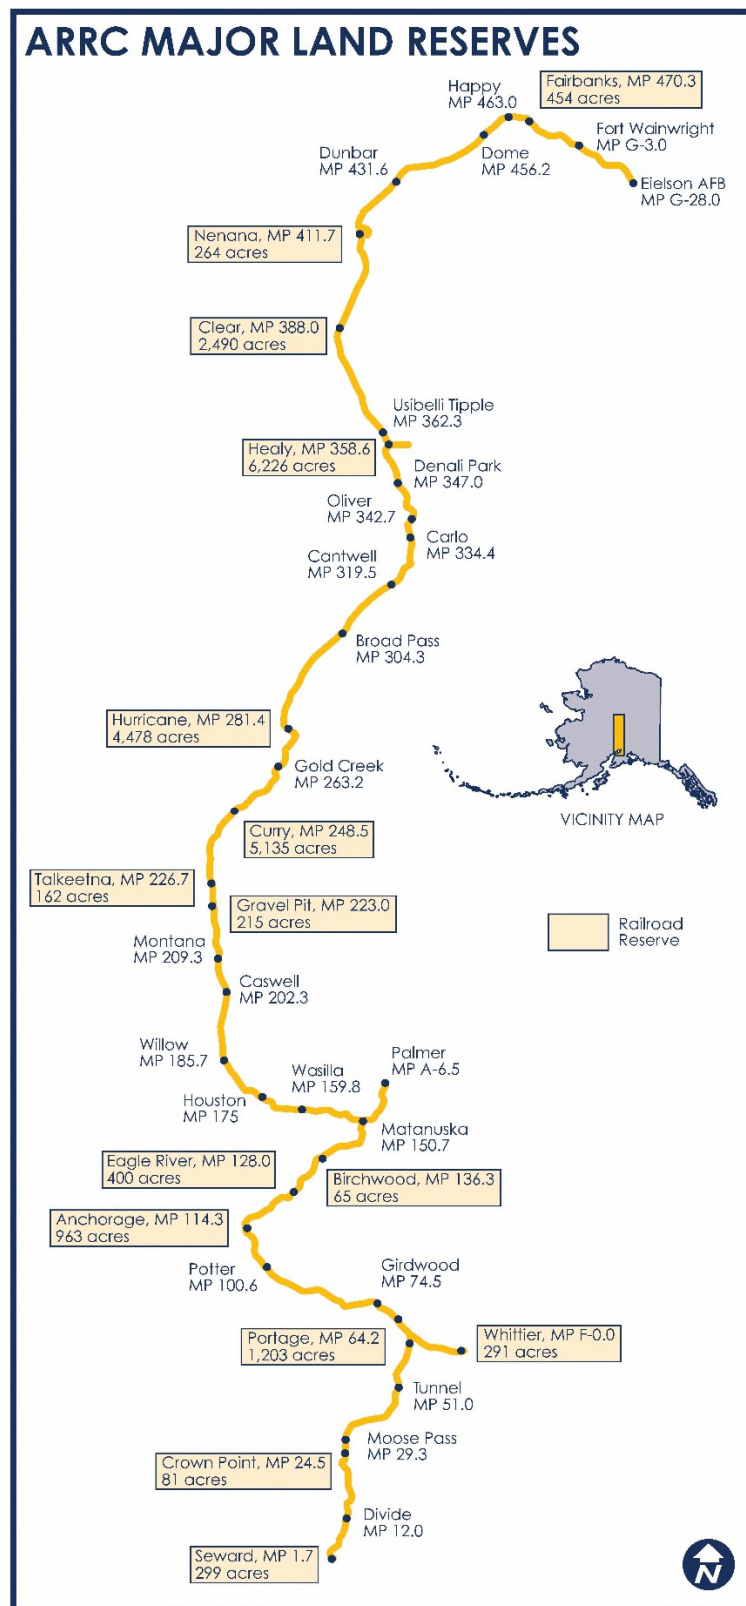 ARRC MAJOR LAND RESERVES
Happy
MP 463.0
Fairbanks, MP 470.3
454 acres
Fort Wainwright
MP G-3.0
Dome
MP 456.2
Dunbar
MP 431.6
Eielson AFB
MP G-28.0
Nenana, MP 411.7
264 acres
Clear, MP 388.0
2,490 acres
Usibelli Tipple
MP 362.3
Healy, MP 358.6
6,226 acres
Denali Park
MP 347.0
Oliver
MP 342.7
Carlo
MP 334.4
Cantwell
MP 319.5
Broad Pass
MP 304.3
Hurricane, MP 281.4
4,478 acres
Gold Creek
MP 263.2
VICINITY MAP
Curry, MP 248.5
5,135 acres
Talkeetna, MP 226.7
162 acres
Gravel Pit, MP 223.0
215 acres
Railroad
Reserve
Montana
MP 209.3
Caswell
MP 202.3
Willow
MP 185.7
Palmer
MP A-6.5
Wasilla
MP 159.8
Houston
MP 175
Matanuska
MP 150.7
Eagle River, MP 128.0
400 acres
Birchwood, MP 136.3
65 acres
Anchorage, MP 114.3
963 acres
Potter
MP 100.6
Girdwood
MP 74.5
Portage, MP 64.2
1,203 acres
Whittier, MP F-0.0
291 acres
Tunnel
MP 51.0
Moose Pass
MP 29.3
Crown Point, MP 24.5
81 acres
Divide
MP 12.0
Seward, MP 1.7
299 acres
N